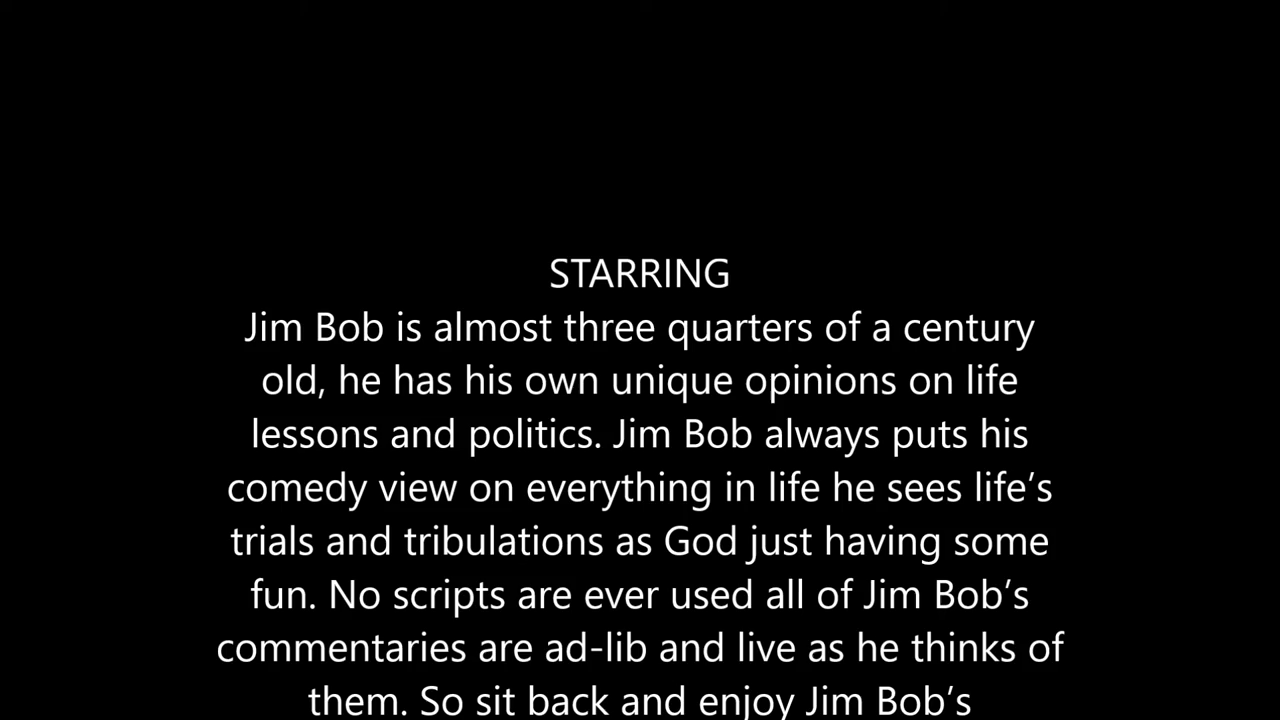 STARRING
Jim Bob is almost three quarters of a century
old, he has his own unique opinions on life
lessons and politics. Jim Bob always puts his
comedy view on everything in life he sees life’s
trials and tribulations as God just having some
fun. No scripts are ever used all of Jim Bob’s
commentaries are ad-lib and live as he thinks of
them. So sit back and enjoy Jim Bob’s